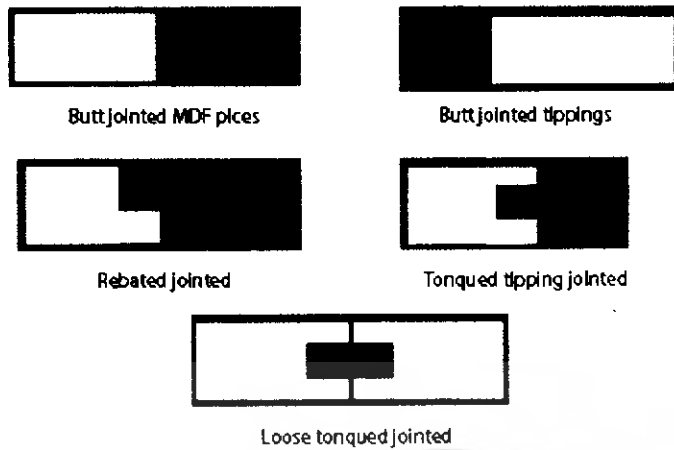 Butt jointed MDF pices
Butt jointed tippings
Rebated jointed
Tonqued tipping jointed
Loose tonqued jointed